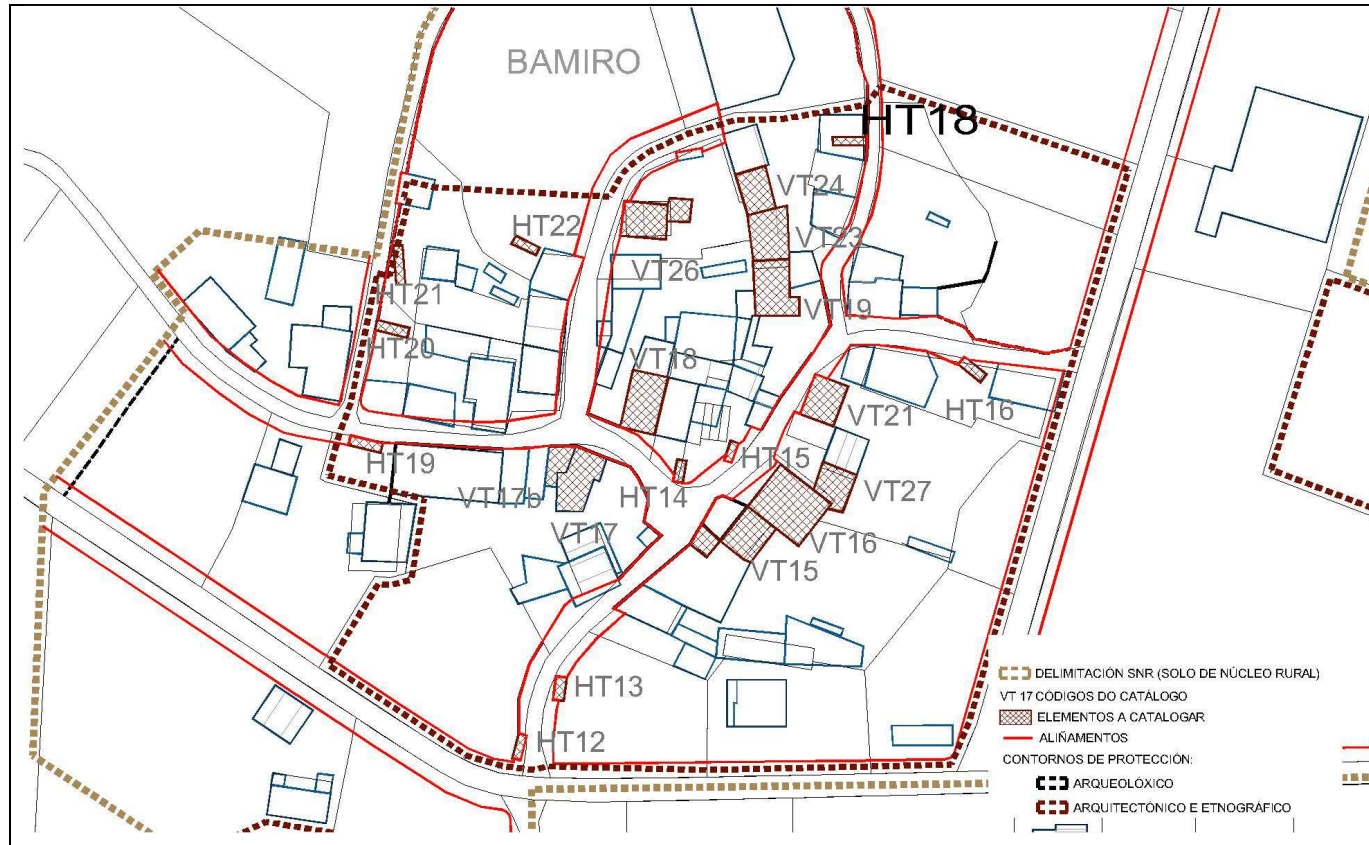 BAMIRO
HT18
VT24
HT22
VT23
VT26
HT21
VT19
HT20
VT18
HT16
VT21
HT19
HT15
VT17b
HT14
VT27
VT17
VT16
VT15
HT13
HT12
DELIMITACIÓN SNR (SOLO DE NÚCLEO RURAL)
VT 17 CÓDIGOS DO CATÁLOGO
ELEMENTOS A CATALOGAR
ALIÑAMENTOS
CONTORNOS DE PROTECCIÓN:
ARQUEOLÓXICO
ARQUITECTÓNICO E ETNOGRÁFICO